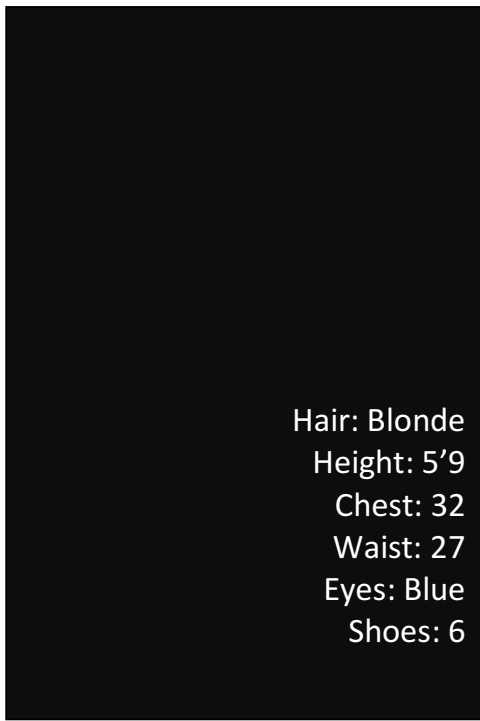 Hair: Blonde
Height: 5’9
Chest: 32
Waist: 27
Eyes: Blue
Shoes: 6